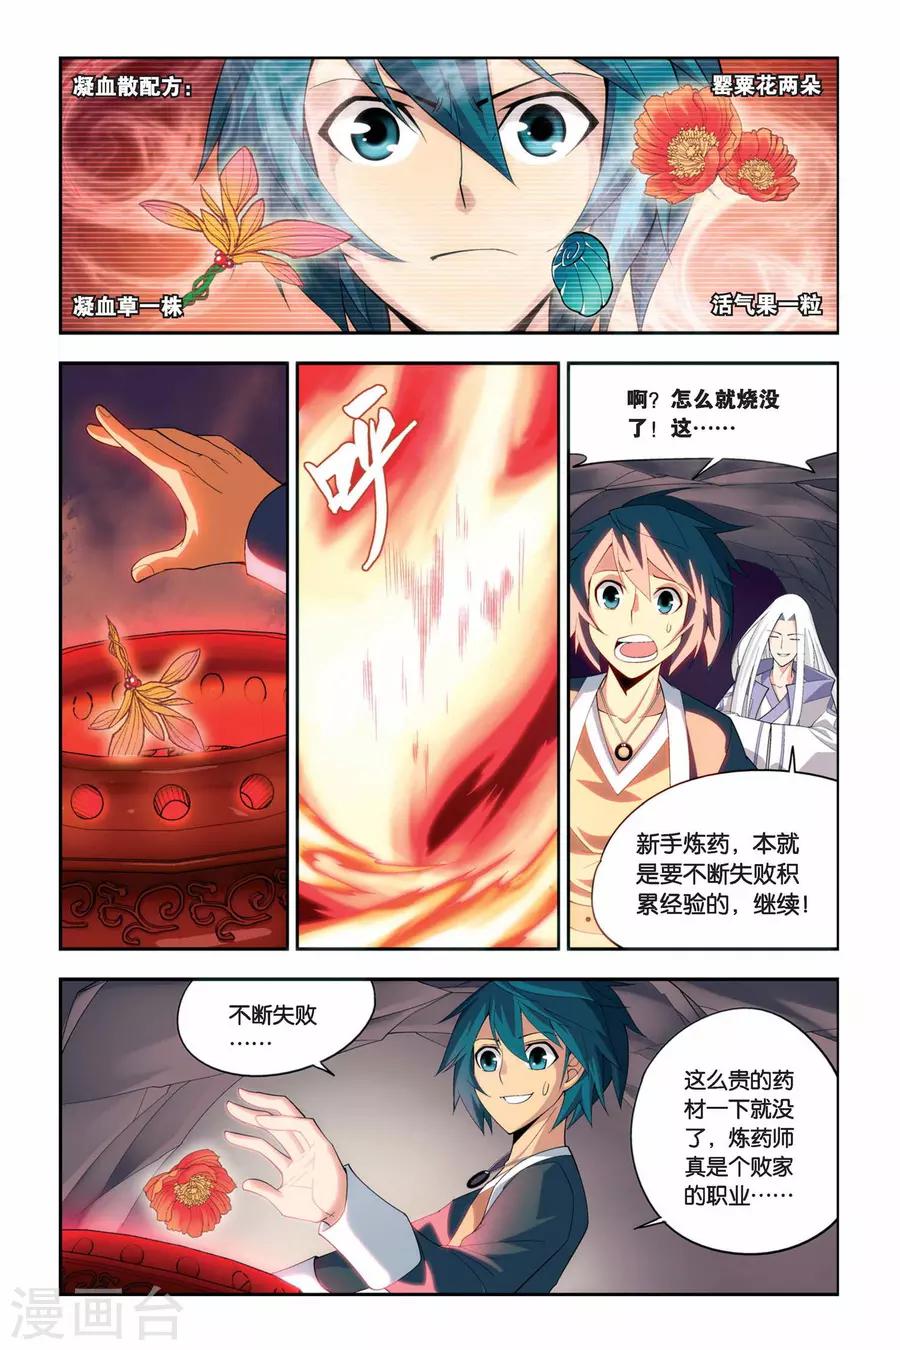 凝血散配方：
罂粟花两朵
凝血草一株
活气果一粒
呼
啊？怎么就烧没
了！这……
新手炼药，本就
是要不断失败积
累经验的，继续！
不断失败
……
这么贵的药
材一下就没
了，炼药师
真是个败家
的职业……
漫画台